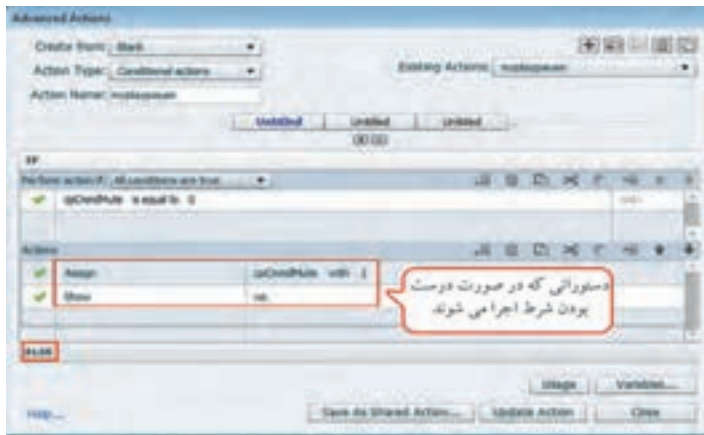 Advanced Actions
Create from: Blank
Action Type: Conditional actions
Existing Actions:
Action Name:
Untitled Untitled Untitled
IF
Perform action if: All conditions are true
cpCmndMute is equal to 0
Actions
Assign cpCmndMute with 1
Show
دستوراتی که در صورت درست
بودن شرط اجرا می شوند
ELSE
Usage Variables...
Help... Save As Shared Action... Update Action Close